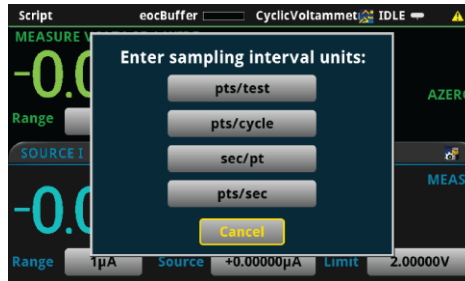 Script eocBuffer CyclicVoltammet IDLE
MEASURE V
Enter sampling interval units:
-0.0
pts/test
AZERO
pts/cycle
Range
sec/pt
SOURCE I
pts/sec
MEAS
-0.0
Cancel
Range 1µA Source +0.00000µA Limit 2.00000V